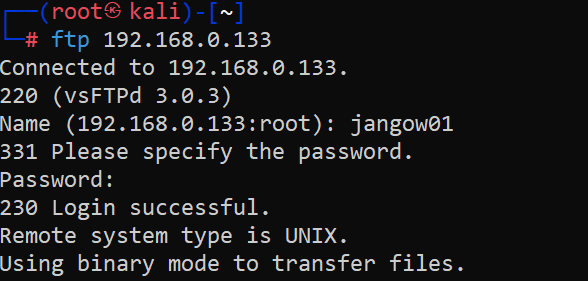 ┌──(root㉿kali)-[~]
└─# ftp 192.168.0.133
Connected to 192.168.0.133.
220 (vsFTPd 3.0.3)
Name (192.168.0.133:root): jangow01
331 Please specify the password.
Password:
230 Login successful.
Remote system type is UNIX.
Using binary mode to transfer files.